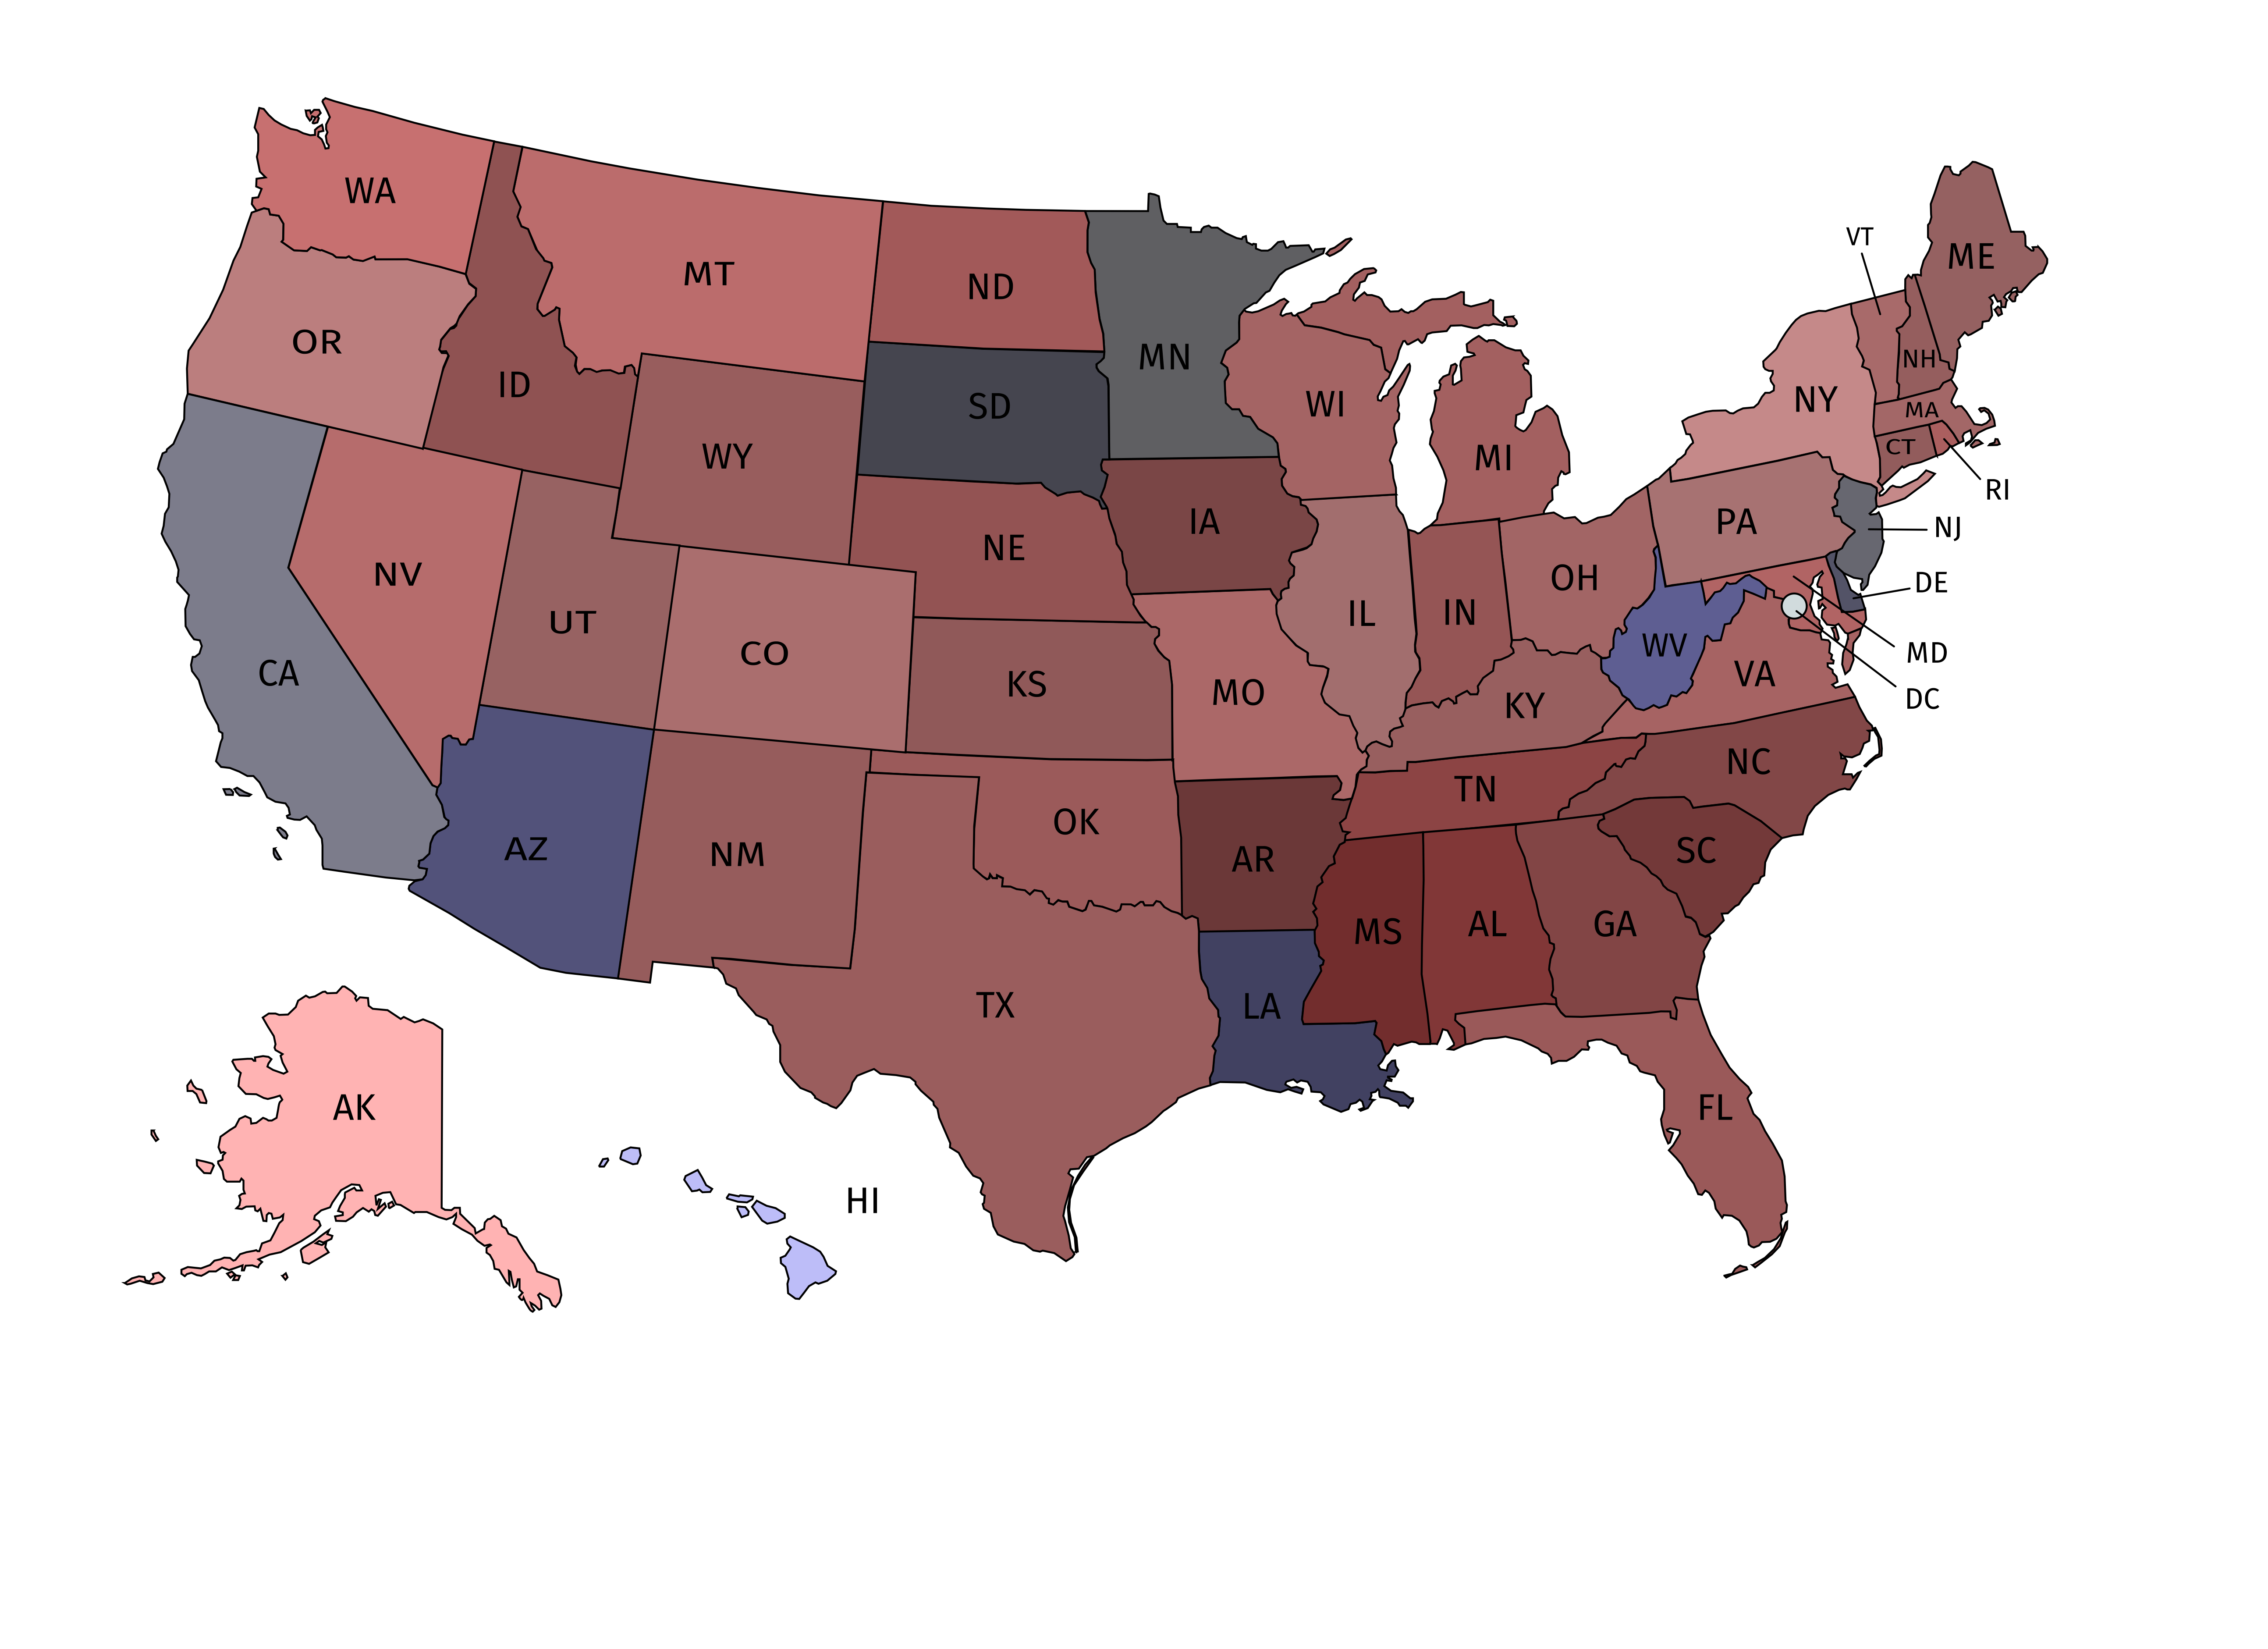 WA
VT
ME
MT
ND
OR
MN
NH
ID
SD
WI
NY
MA
WY
MI
CT
RI
IA
PA
NJ
NE
NV
OH
DE
UT
IL
IN
CO
WV
MD
CA
KS
MO
KY
VA
DC
NC
TN
OK
AZ
NM
AR
SC
MS
AL
GA
TX
LA
AK
FL
HI